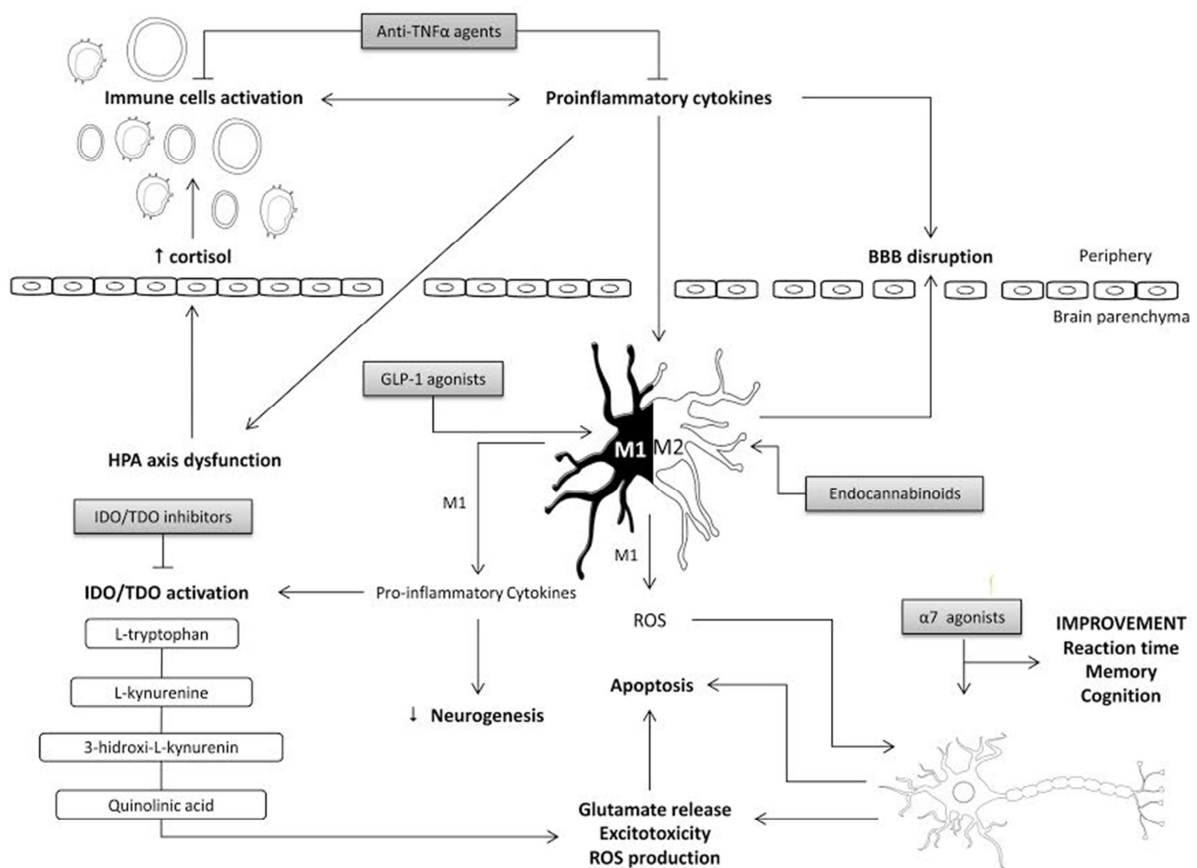 Anti-TNFα agents
Immune cells activation
Proinflammatory cytokines
↑ cortisol
BBB disruption
Periphery
Brain parenchyma
GLP-1 agonists
M1
M2
HPA axis dysfunction
Endocannabinoids
M1
IDO/TDO inhibitors
M1
IDO/TDO activation
Pro-inflammatory Cytokines
L-tryptophan
ROS
α7 agonists
IMPROVEMENT
Reaction time
Memory
Cognition
L-kynurenine
Apoptosis
↓ Neurogenesis
3-hidroxi-L-kynurenin
Quinolinic acid
Glutamate release
Excitotoxicity
ROS production